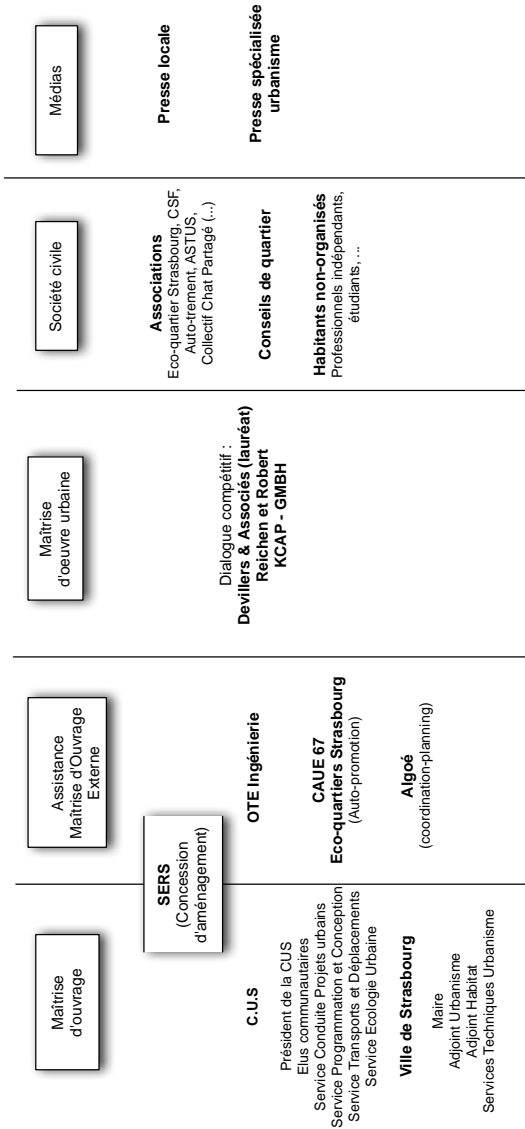 Maîtrise
d'ouvrage
SERS
(Concession
d'aménagement)
C.U.S
Président de la CUS
Elus communautaires
Service Conduite Projets urbains
Service Programmation et Conception
Service Transports et Déplacements
Service Ecologie Urbaine
Ville de Strasbourg
Maire
Adjoint Urbanisme
Adjoint Habitat
Services Techniques Urbanisme
Assistance
Maîtrise d'Ouvrage
Externe
OTE Ingénierie
CAUE 67
Eco-quartiers Strasbourg
(Auto-promotion)
Algoé
(coordination-planning)
Maîtrise
d'oeuvre urbaine
Dialogue compétitif :
Devillers & Associés (lauréat)
Reichen et Robert
KCAP - GMBH
Société civile
Associations
Eco-quartier Strasbourg, CSF,
Auto-trement, ASTUS,
Collectif Chat Partagé (...)
Conseils de quartier
Habitants non-organisés
Professionnels indépendants,
étudiants, ...
Médias
Presse locale
Presse spécialisée
urbanisme